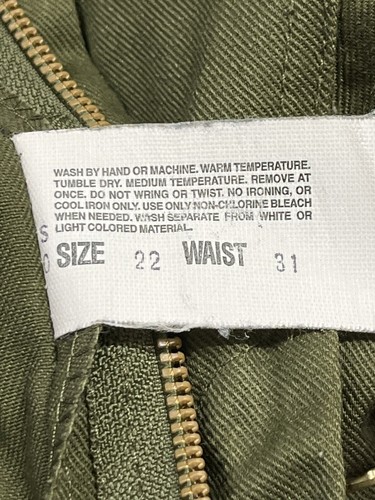 WASH BY HAND OR MACHINE. WARM TEMPERATURE.
TUMBLE DRY. MEDIUM TEMPERATURE. REMOVE AT
ONCE. DO NOT WRING OR TWIST. NO IRONING, OR
COOL IRON ONLY. USE ONLY NON-CHLORINE BLEACH
WHEN NEEDED. WASH SEPARATE FROM WHITE OR
LIGHT COLORED MATERIAL.
S
SIZE 22 WAIST 31